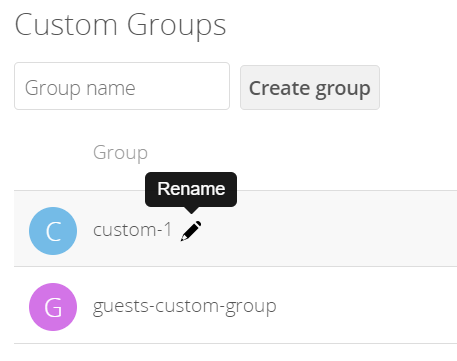 Custom Groups
Group name
Create group
Group
Rename
C
custom-1
G
guests-custom-group